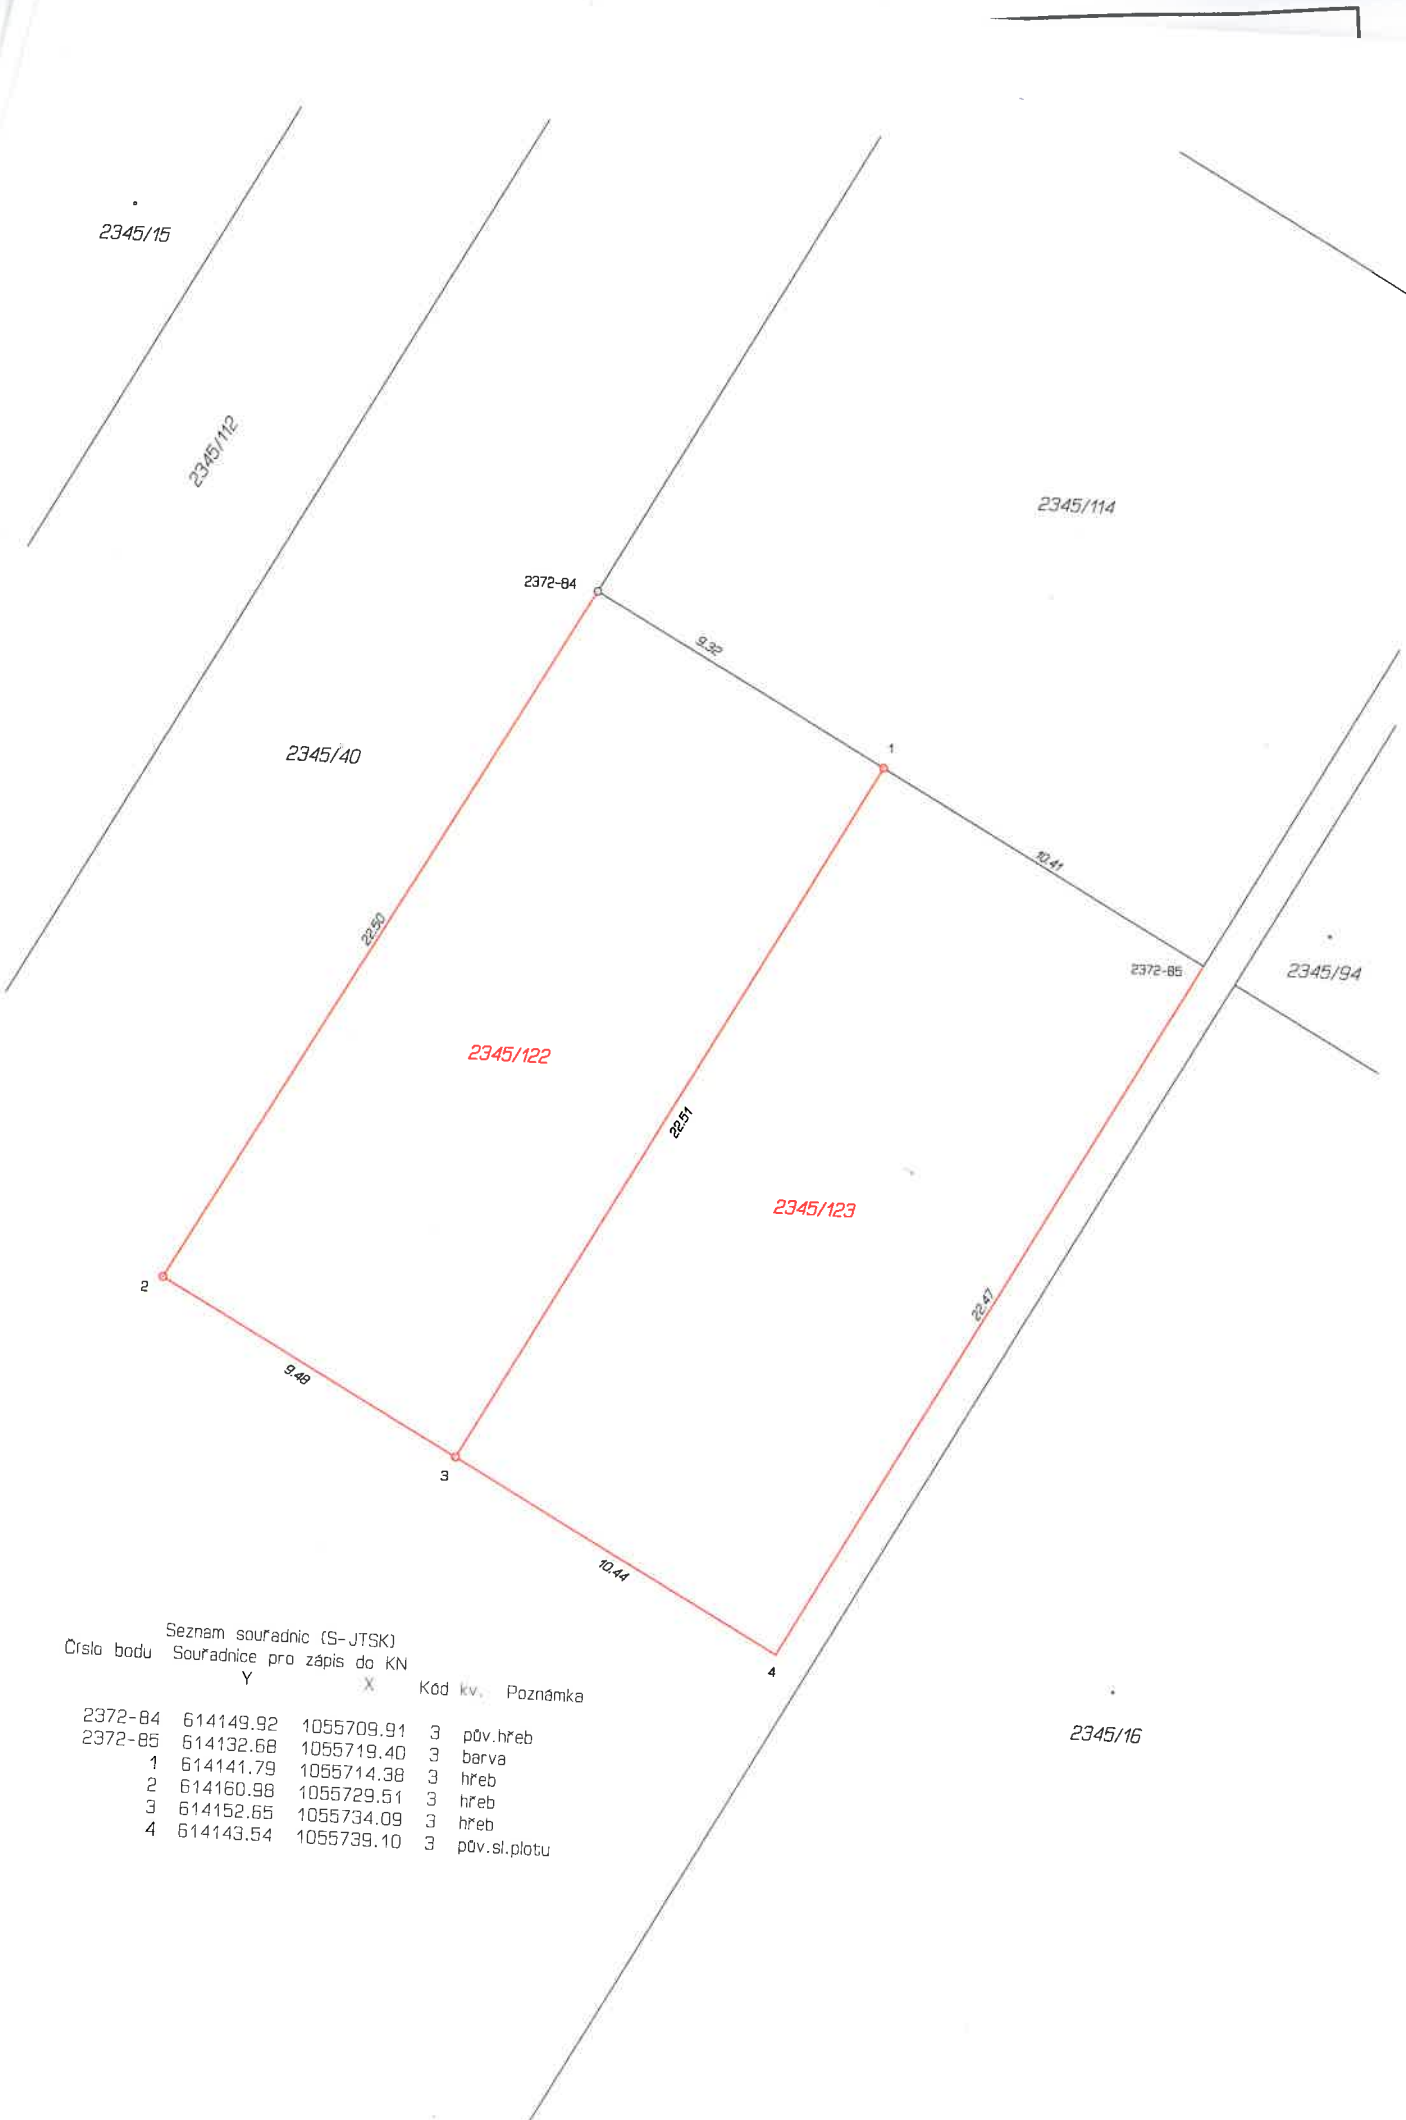 2345/15
2345/112
2345/114
2372-84
9.32
1
2345/40
10.41
22.50
2372-85
2345/94
2345/122
22.51
2345/123
2
22.47
9.48
3
10.44
4
Seznam souřadnic (S-JTSK)
Číslo bodu Souřadnice pro zápis do KN
Y X Kód kv. Poznámka
2372-84 614149.92 1055709.91 3 pův.hřeb
2372-85 614132.68 1055719.40 3 barva
1 614141.79 1055714.38 3 hřeb
2 614160.98 1055729.51 3 hřeb
3 614152.65 1055734.09 3 hřeb
4 614143.54 1055739.10 3 pův.sl.plotu
2345/16